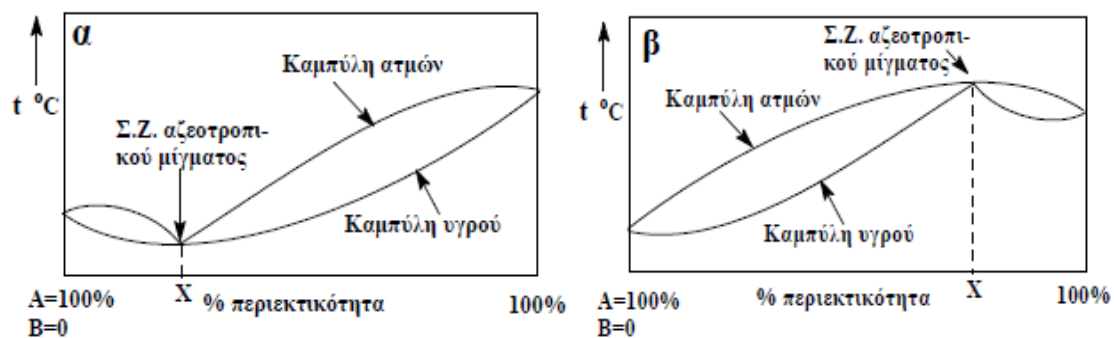 α
Καμπύλη ατμών
t °C
Σ.Ζ. αζεοτροπι-
κού μίγματος
Καμπύλη υγρού
A=100%
B=0
X
% περιεκτικότητα
100%
β
Σ.Ζ. αζεοτροπι-
κού μίγματος
t °C
Καμπύλη ατμών
Καμπύλη υγρού
A=100%
B=0
% περιεκτικότητα
X
100%